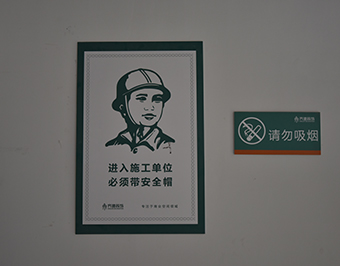 进入施工单位
必须带安全帽
请勿吸烟